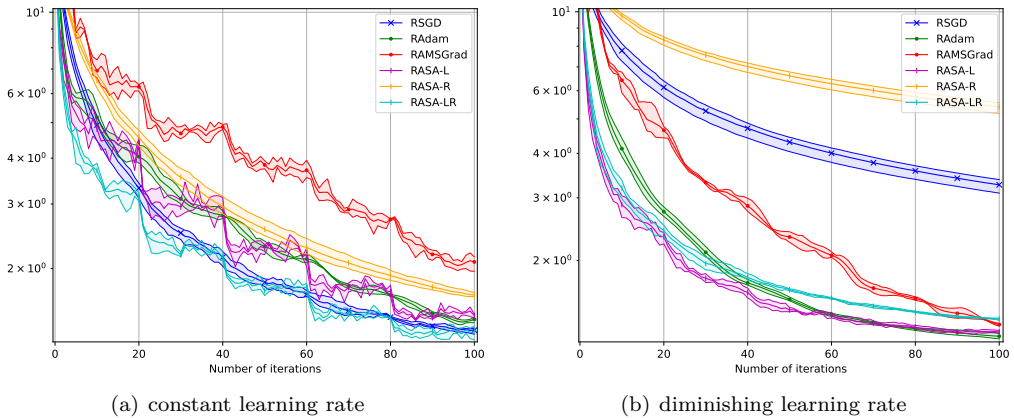 10¹
6 × 10⁰
4 × 10⁰
3 × 10⁰
2 × 10⁰
0 20 40 60 80 100
Number of iterations
RSGD
RAdam
RAMSGrad
RASA-L
RASA-R
RASA-LR
(a) constant learning rate
10¹
6 × 10⁰
4 × 10⁰
3 × 10⁰
2 × 10⁰
0 20 40 60 80 100
Number of iterations
RSGD
RAdam
RAMSGrad
RASA-L
RASA-R
RASA-LR
(b) diminishing learning rate